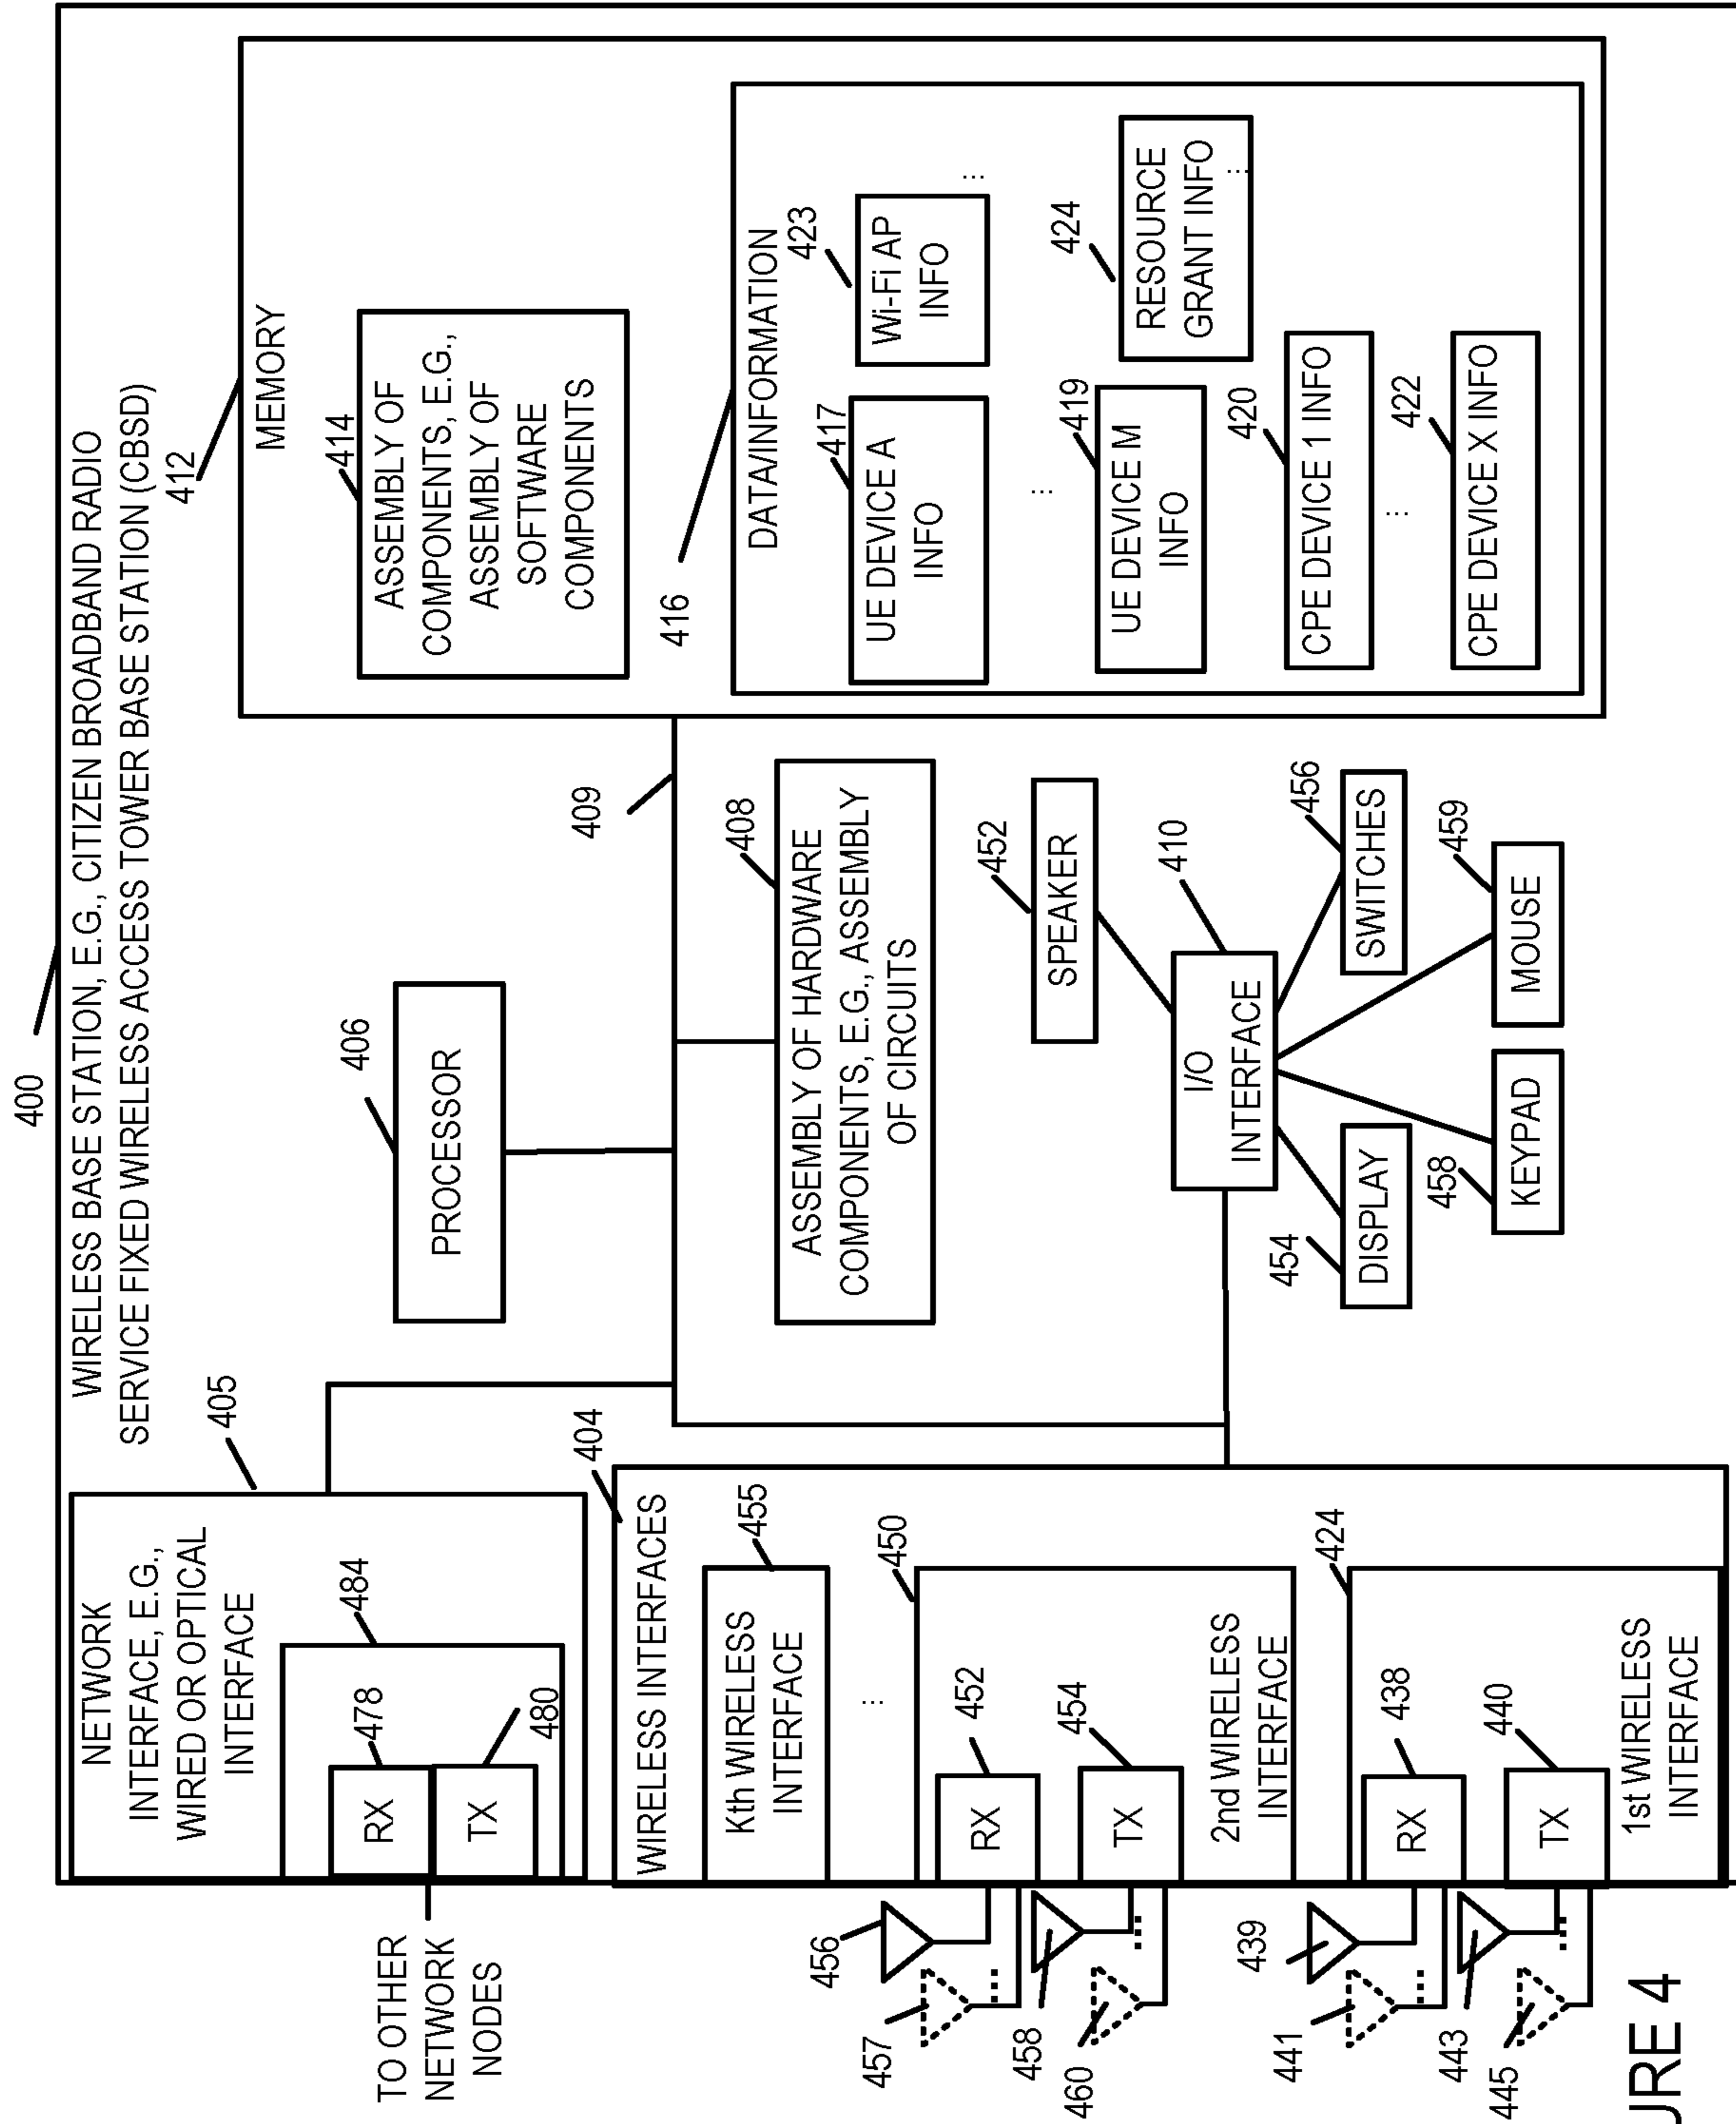 400
WIRELESS BASE STATION, E.G., CITIZEN BROADBAND RADIO
SERVICE FIXED WIRELESS ACCESS TOWER BASE STATION (CBSD)
405
NETWORK
INTERFACE, E.G.,
WIRED OR OPTICAL
INTERFACE
484
478
RX
480
TX
TO OTHER
NETWORK
NODES
406
PROCESSOR
412
MEMORY
414
ASSEMBLY OF
COMPONENTS, E.G.,
ASSEMBLY OF
SOFTWARE
COMPONENTS
409
404
WIRELESS INTERFACES
455
Kth WIRELESS
INTERFACE
...
450
452
RX
454
TX
2nd WIRELESS
INTERFACE
456
457
...
458
460
...
424
438
RX
440
TX
1st WIRELESS
INTERFACE
439
441
...
443
445
...
408
ASSEMBLY OF HARDWARE
COMPONENTS, E.G., ASSEMBLY
OF CIRCUITS
452
SPEAKER
410
I/O
INTERFACE
454
DISPLAY
458
KEYPAD
456
SWITCHES
459
MOUSE
416
DATA/INFORMATION
417
UE DEVICE A
INFO
...
419
UE DEVICE M
INFO
420
CPE DEVICE 1 INFO
...
422
CPE DEVICE X INFO
423
Wi-Fi AP
INFO
...
424
RESOURCE
GRANT INFO
...
URE 4